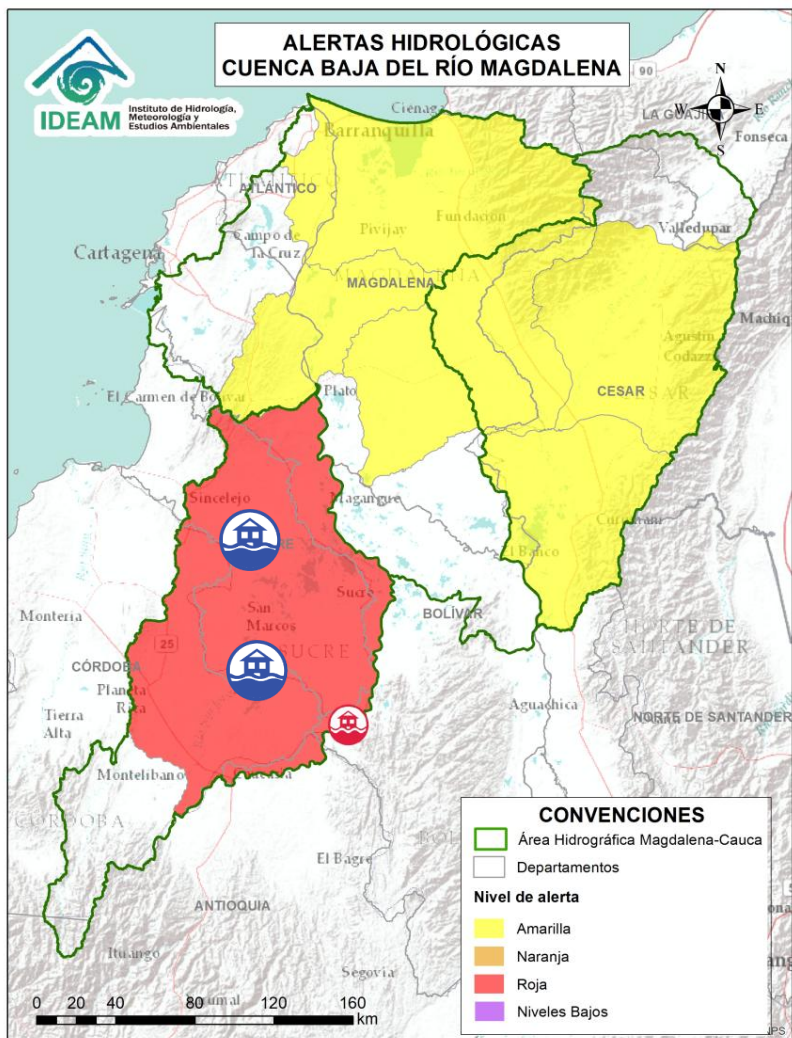 ALERTAS HIDROLÓGICAS
CUENCA BAJA DEL RÍO MAGDALENA
IDEAM
Instituto de Hidrología,
Meteorología y
Estudios Ambientales
N
W
E
S
90
Ciénaga
LA GUAJIRA
Barranquilla
Fonseca
ATLÁNTICO
Pivijay
Fundación
Valledupar
Cartagena
Campo de
la Cruz
MAGDALENA
Agustín
Codazzi
CESAR
El Carmen de Bolívar
Plato
Sincelejo
Magangué
El Banco
Sucre
San
Marcos
BOLÍVAR
Montería
25
SUCRE
NORTE DE
SANTANDER
CÓRDOBA
Planeta
Rica
Aguachica
Tierra
Alta
NORTE DE SANTANDER
Montelibano
CÓRDOBA
El Bagre
ANTIOQUIA
Ituango
Segovia
CONVENCIONES
Área Hidrográfica Magdalena-Cauca
Departamentos
Nivel de alerta
Amarilla
Naranja
Roja
Niveles Bajos
0 20 40 80 120 160
km